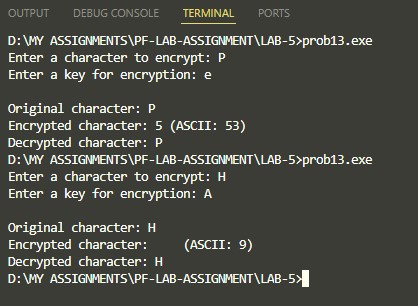 OUTPUT DEBUG CONSOLE TERMINAL PORTS
D:\MY ASSIGNMENTS\PF-LAB-ASSIGNMENT\LAB-5>prob13.exe
Enter a character to encrypt: P
Enter a key for encryption: e
Original character: P
Encrypted character: 5 (ASCII: 53)
Decrypted character: P
D:\MY ASSIGNMENTS\PF-LAB-ASSIGNMENT\LAB-5>prob13.exe
Enter a character to encrypt: H
Enter a key for encryption: A
Original character: H
Encrypted character:     (ASCII: 9)
Decrypted character: H
D:\MY ASSIGNMENTS\PF-LAB-ASSIGNMENT\LAB-5>